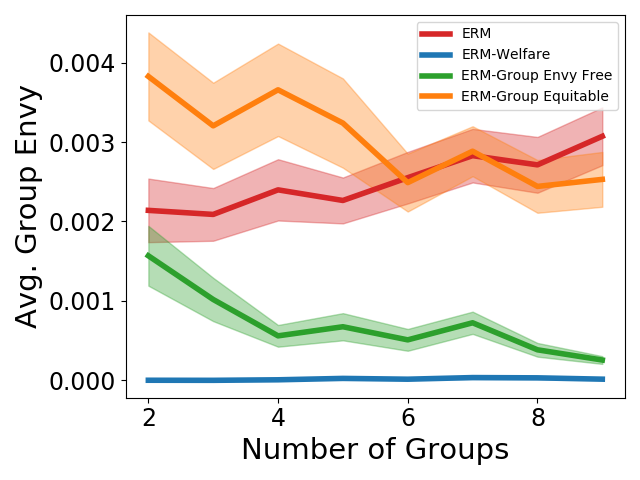 ERM
ERM-Welfare
ERM-Group Envy Free
ERM-Group Equitable
Avg. Group Envy
0.004
0.003
0.002
0.001
0.000
2 4 6 8
Number of Groups